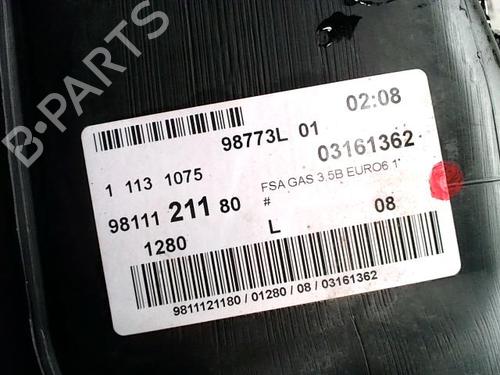 B-PARTS
98773L 01 02:08
1 113 1075 03161362
98111 211 80 FSA GAS 3.5B EURO6 1'
#
1280 L 08
9811121180 / 01280 / 08 / 03161362